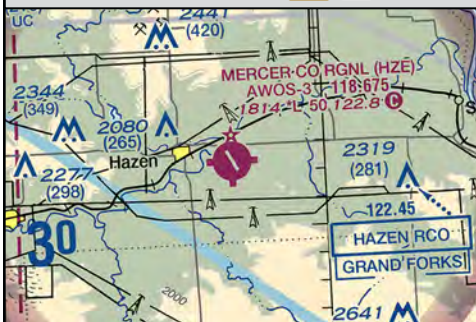 UC
2441
(420)
MERCER CO RGNL (HZE)
AWOS-3 118.675
1814 *L 50 122.8 C
2344
(349)
2080
(265)
Hazen
S
2319
(281)
2277
(298)
122.45
HAZEN RCO
GRAND FORKS
30
2000
2641